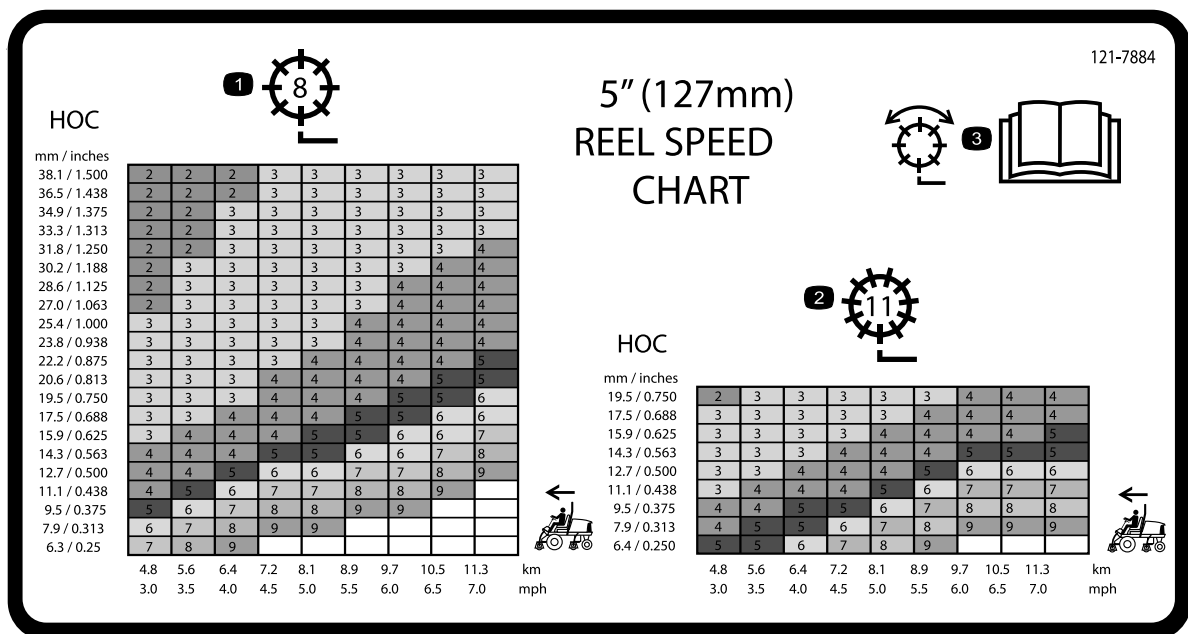 121-7884
5” (127mm)
REEL SPEED
CHART
3
1
8
HOC
mm / inches
38.1 / 1.500 2 2 2 3 3 3 3 3 3
36.5 / 1.438 2 2 2 3 3 3 3 3 3
34.9 / 1.375 2 2 3 3 3 3 3 3 3
33.3 / 1.313 2 2 3 3 3 3 3 3 3
31.8 / 1.250 2 2 3 3 3 3 3 3 4
30.2 / 1.188 2 3 3 3 3 3 3 4 4
28.6 / 1.125 2 3 3 3 3 3 4 4 4
27.0 / 1.063 2 3 3 3 3 3 4 4 4
25.4 / 1.000 3 3 3 3 3 4 4 4 4
23.8 / 0.938 3 3 3 3 3 4 4 4 4
22.2 / 0.875 3 3 3 3 4 4 4 4 5
20.6 / 0.813 3 3 3 4 4 4 4 5 5
19.5 / 0.750 3 3 3 4 4 4 5 5 6
17.5 / 0.688 3 3 4 4 4 5 5 6 6
15.9 / 0.625 3 4 4 4 5 5 6 6 7
14.3 / 0.563 4 4 4 5 5 6 6 7 8
12.7 / 0.500 4 4 5 6 6 7 7 8 9
11.1 / 0.438 4 5 6 7 7 8 8 9
9.5 / 0.375 5 6 7 8 8 9 9
7.9 / 0.313 6 7 8 9 9
6.3 / 0.25 7 8 9
4.8 5.6 6.4 7.2 8.1 8.9 9.7 10.5 11.3 km
3.0 3.5 4.0 4.5 5.0 5.5 6.0 6.5 7.0 mph
2
11
HOC
mm / inches
19.5 / 0.750 2 3 3 3 3 3 4 4 4
17.5 / 0.688 3 3 3 3 3 4 4 4 4
15.9 / 0.625 3 3 3 3 4 4 4 4 5
14.3 / 0.563 3 3 3 4 4 4 5 5 5
12.7 / 0.500 3 3 4 4 4 5 6 6 6
11.1 / 0.438 3 4 4 4 5 6 7 7 7
9.5 / 0.375 4 4 5 5 6 7 8 8 8
7.9 / 0.313 4 5 5 6 7 8 9 9 9
6.4 / 0.250 5 5 6 7 8 9
4.8 5.6 6.4 7.2 8.1 8.9 9.7 10.5 11.3 km
3.0 3.5 4.0 4.5 5.0 5.5 6.0 6.5 7.0 mph